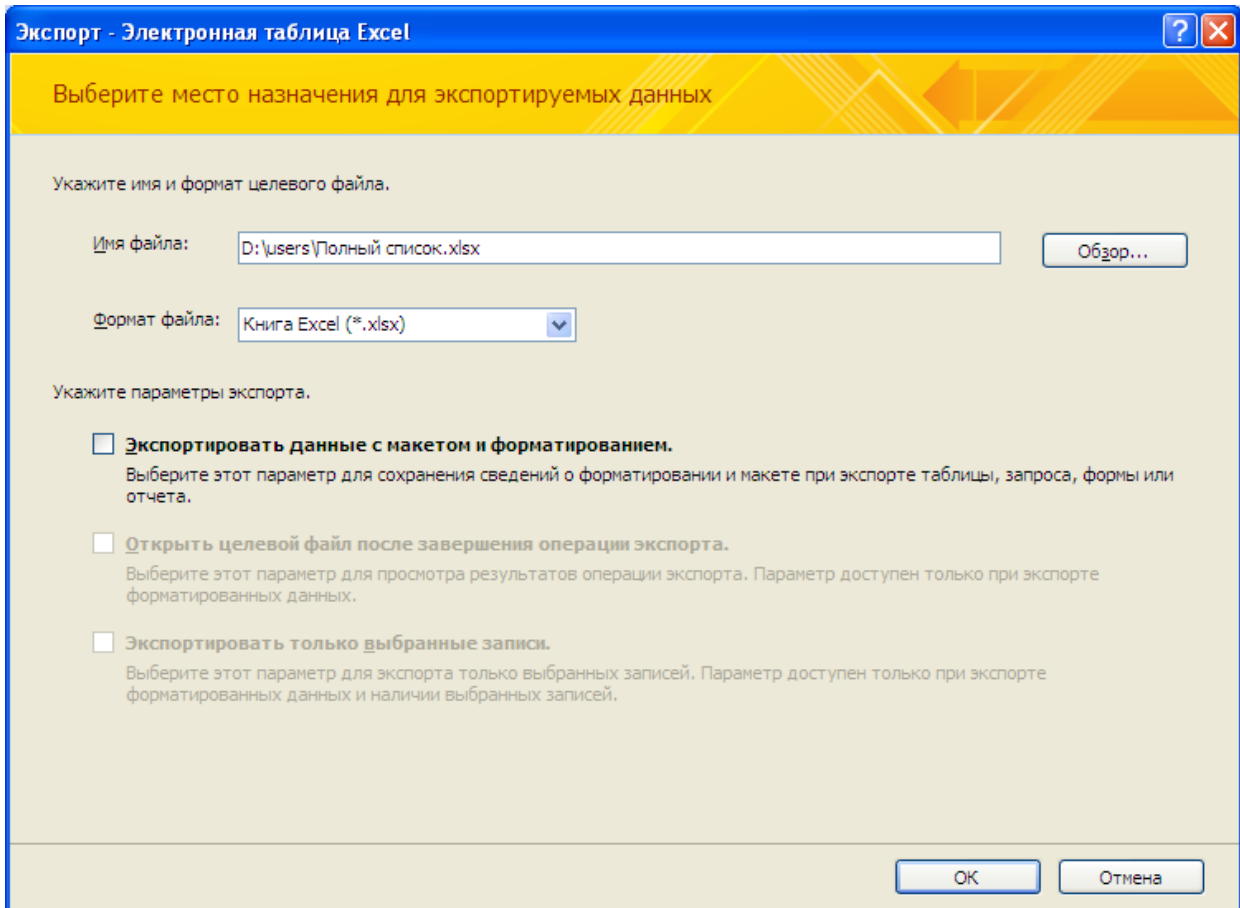 Экспорт - Электронная таблица Excel
Выберите место назначения для экспортируемых данных
Укажите имя и формат целевого файла.
Имя файла: D:\users\Полный список.xlsx Обзор...
Формат файла: Книга Excel (*.xlsx)
Укажите параметры экспорта.
Экспортировать данные с макетом и форматированием.
Выберите этот параметр для сохранения сведений о форматировании и макете при экспорте таблицы, запроса, формы или
отчета.
Открыть целевой файл после завершения операции экспорта.
Выберите этот параметр для просмотра результатов операции экспорта. Параметр доступен только при экспорте
форматированных данных.
Экспортировать только выбранные записи.
Выберите этот параметр для экспорта только выбранных записей. Параметр доступен только при экспорте
форматированных данных и наличии выбранных записей.
ОК Отмена